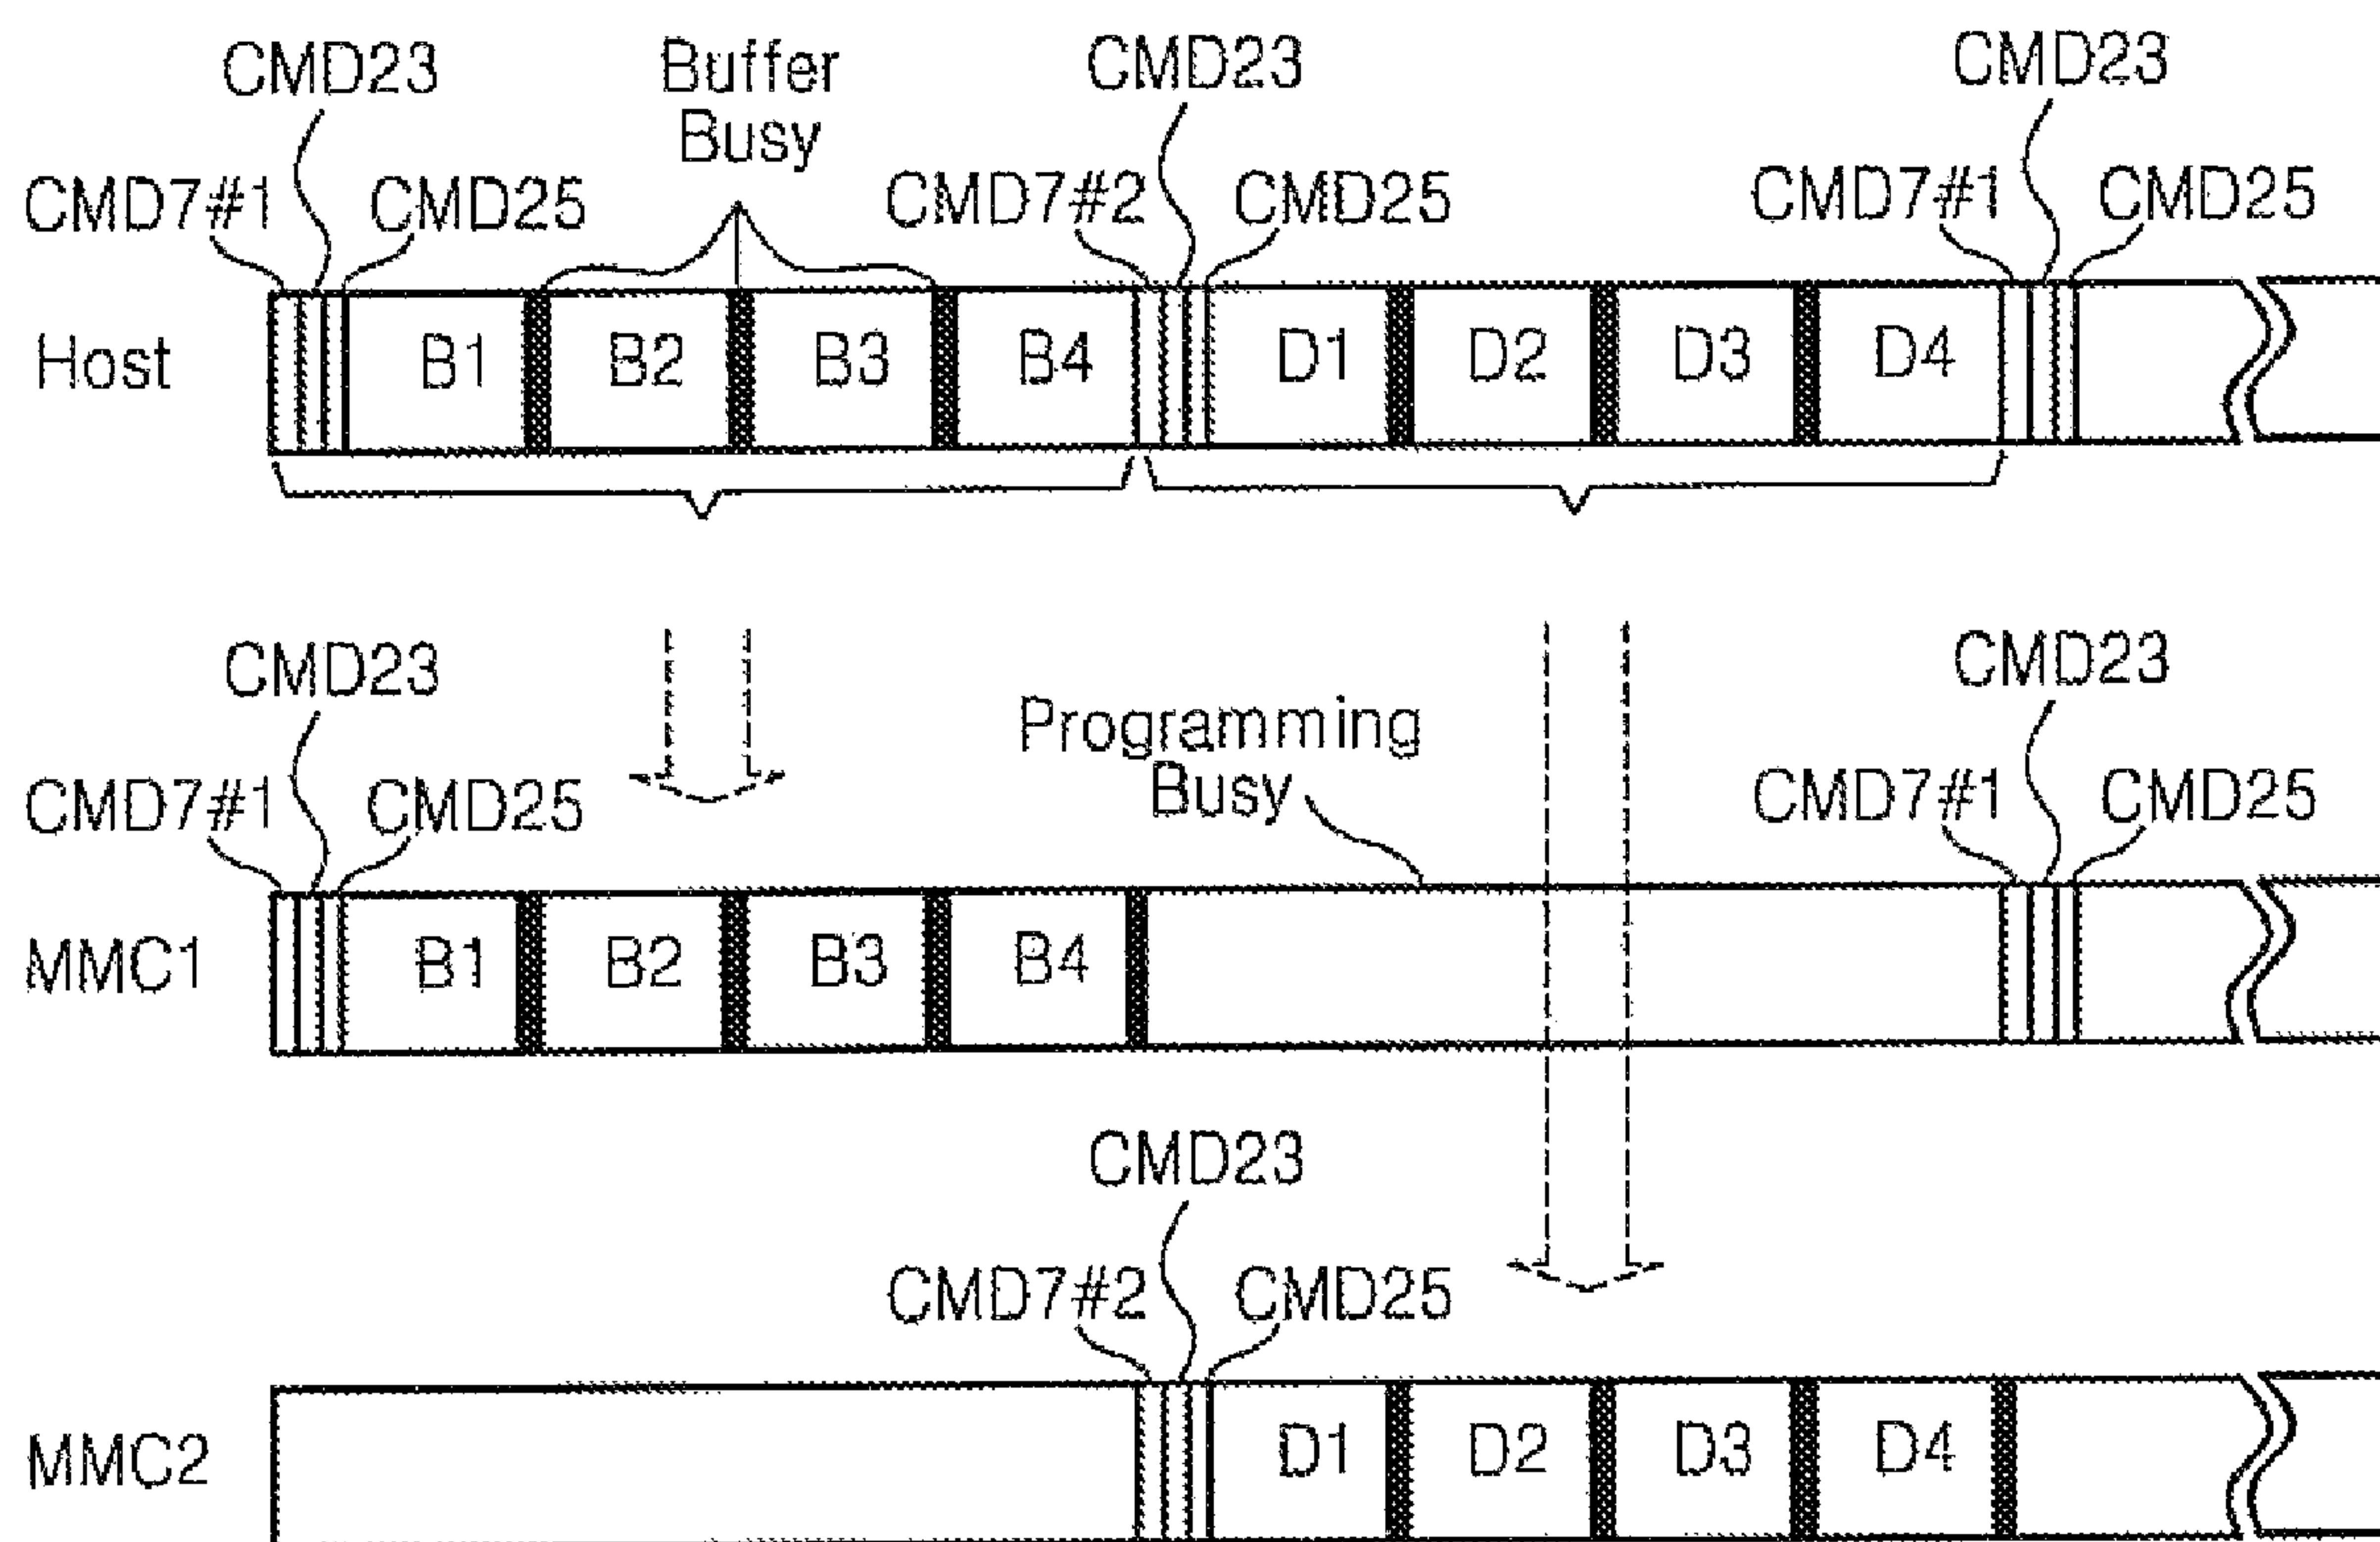 CMD23 Buffer Busy CMD23 CMD23
CMD7#1 CMD25 CMD7#2 CMD25 CMD7#1 CMD25
Host B1 B2 B3 B4 D1 D2 D3 D4
CMD23 Programming Busy CMD23
CMD7#1 CMD25 CMD7#1 CMD25
MMC1 B1 B2 B3 B4
CMD23
CMD7#2 CMD25
MMC2 D1 D2 D3 D4